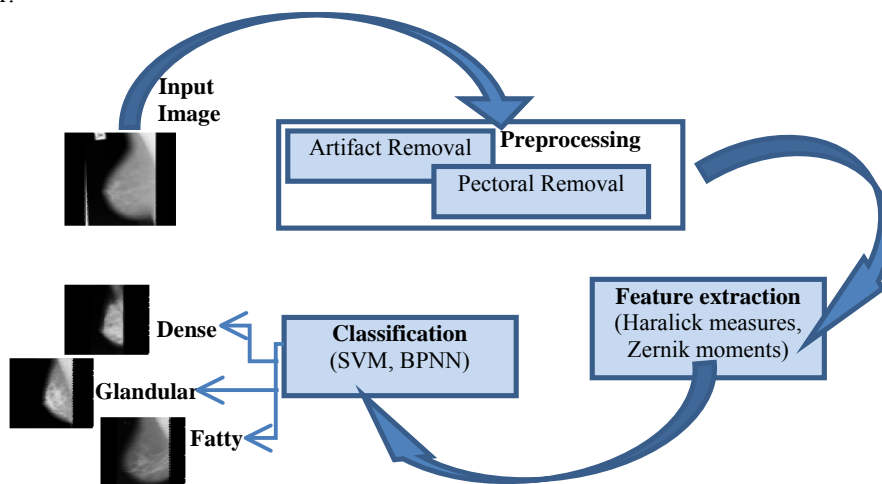 Input
Image
Preprocessing
Artifact Removal
Pectoral Removal
Feature extraction
(Haralick measures,
Zernik moments)
Classification
(SVM, BPNN)
Dense
Glandular
Fatty